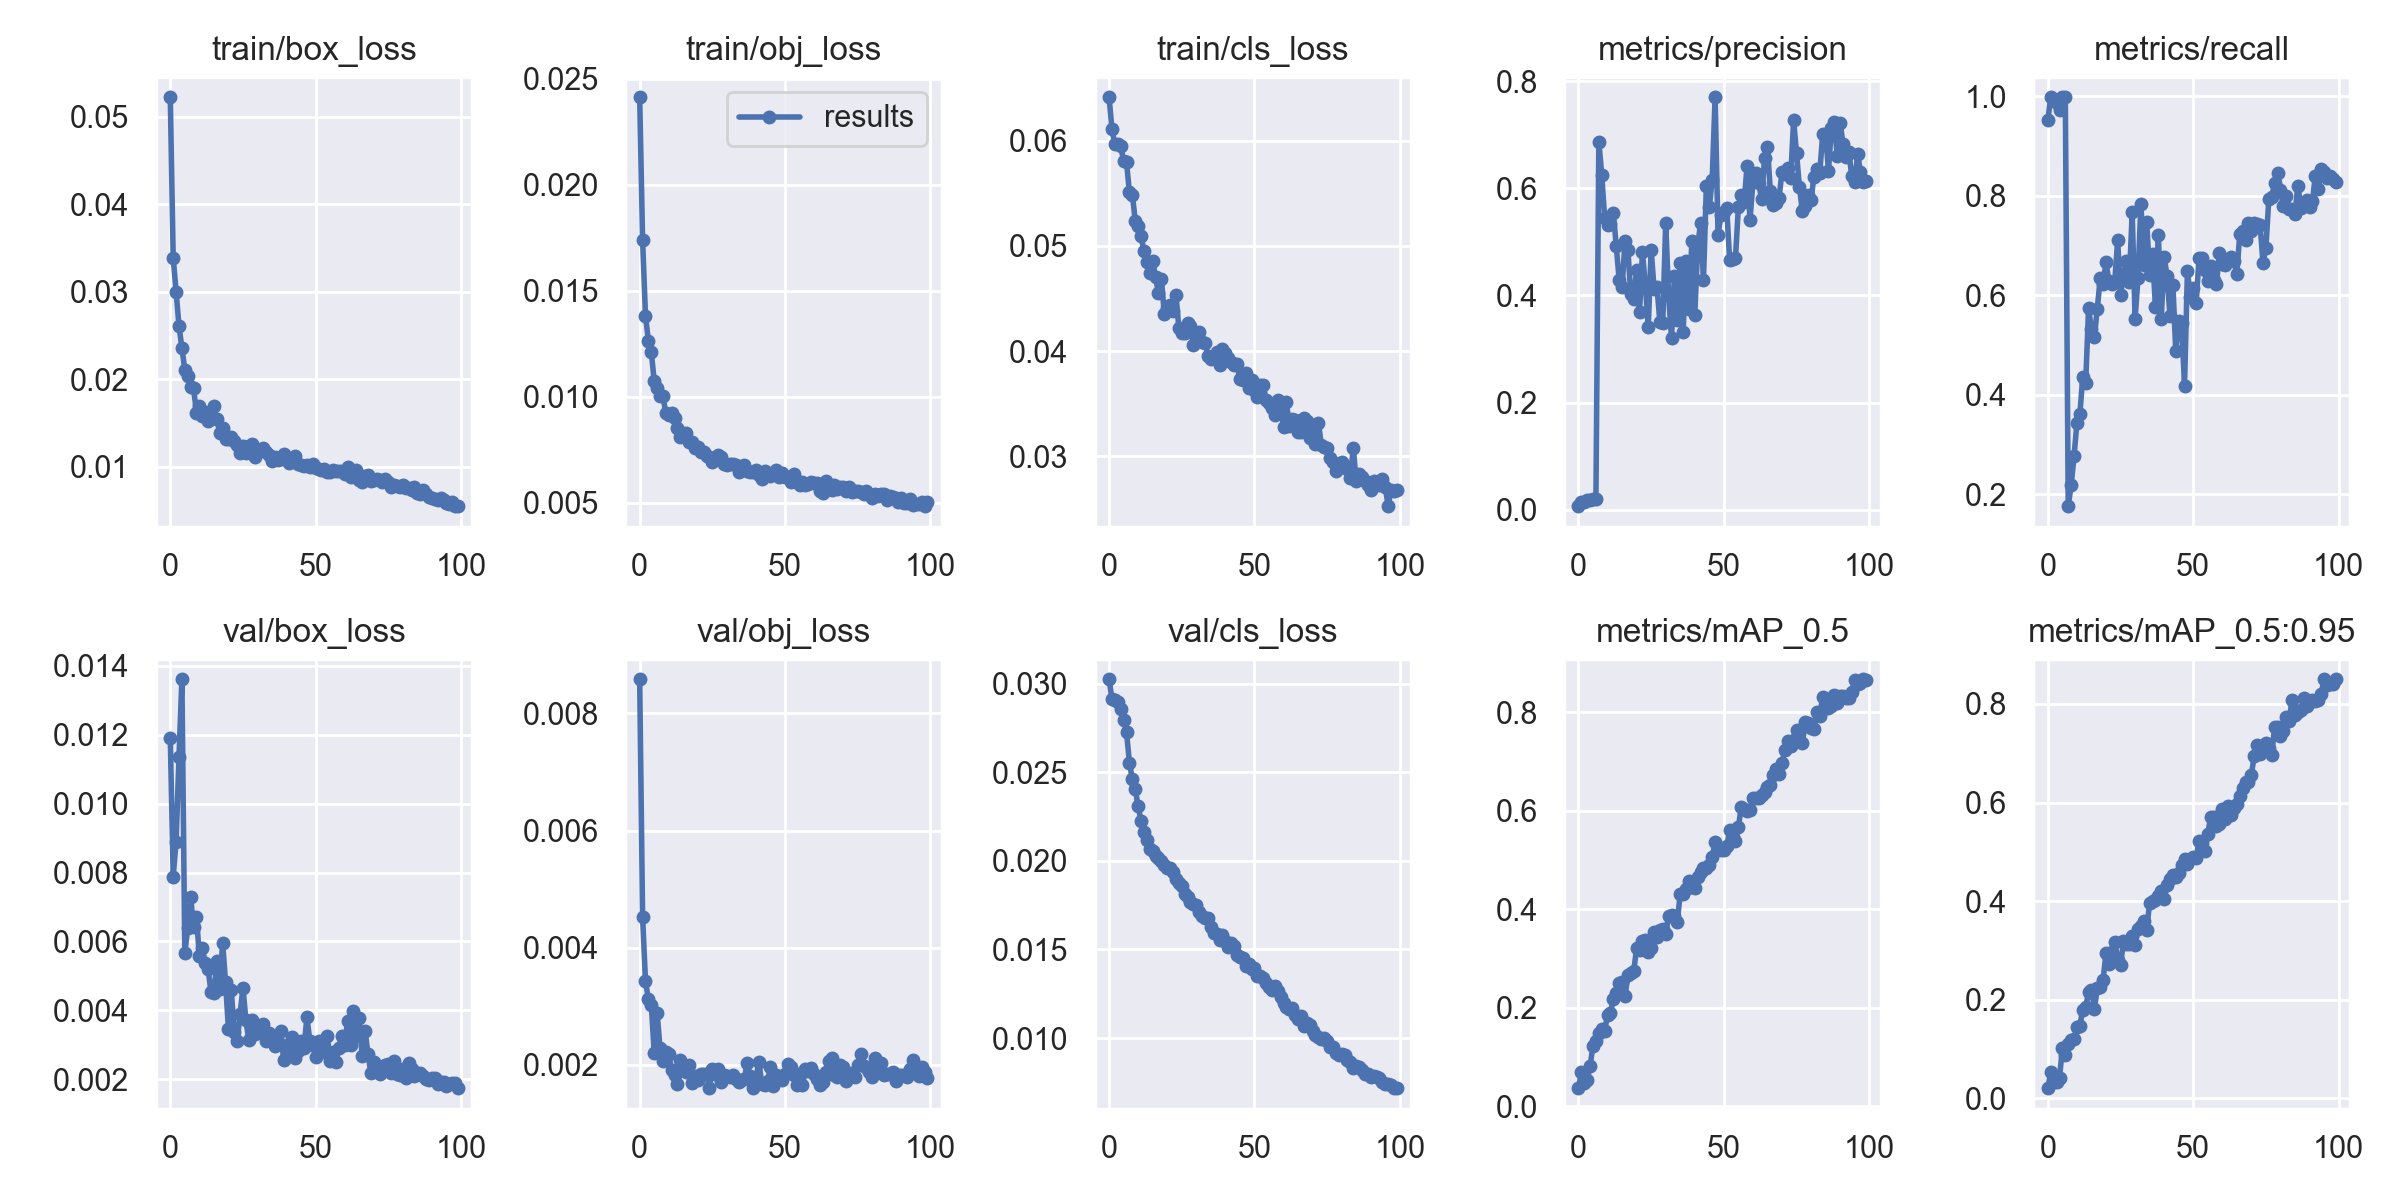 train/box_loss
0.05
0.04
0.03
0.02
0.01
0 50 100
train/obj_loss
results
0.025
0.020
0.015
0.010
0.005
0 50 100
train/cls_loss
0.06
0.05
0.04
0.03
0 50 100
metrics/precision
0.8
0.6
0.4
0.2
0.0
0 50 100
metrics/recall
1.0
0.8
0.6
0.4
0.2
0 50 100
val/box_loss
0.014
0.012
0.010
0.008
0.006
0.004
0.002
0 50 100
val/obj_loss
0.008
0.006
0.004
0.002
0 50 100
val/cls_loss
0.030
0.025
0.020
0.015
0.010
0 50 100
metrics/mAP_0.5
0.8
0.6
0.4
0.2
0.0
0 50 100
metrics/mAP_0.5:0.95
0.8
0.6
0.4
0.2
0.0
0 50 100